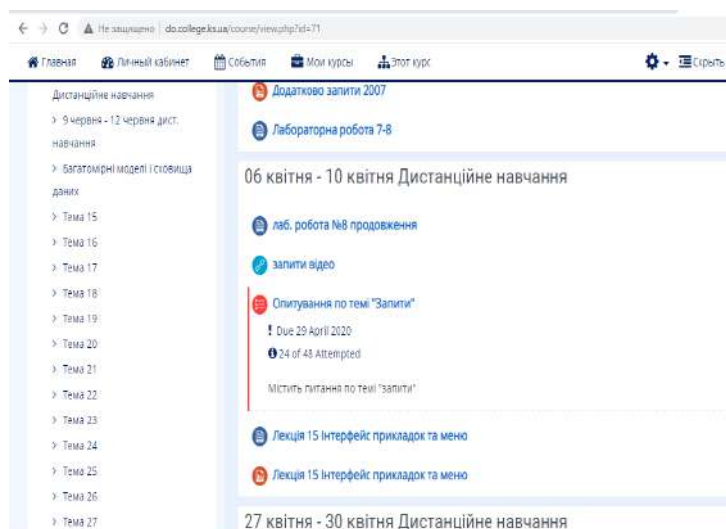 Не защищено | do.college.ks.ua/course/view.php?id=71
Главная Личный кабинет События Мои курсы Этот курс Скрыть
Дистанційне навчання
9 червня - 12 червня дист.
навчання
Багатомірні моделі і сховища
даних
Тема 15
Тема 16
Тема 17
Тема 18
Тема 19
Тема 20
Тема 21
Тема 22
Тема 23
Тема 24
Тема 25
Тема 26
Тема 27
Додатково запити 2007
Лабораторна робота 7-8
06 квітня - 10 квітня Дистанційне навчання
лаб. робота №8 продовження
запити відео
Опитування по темі "Запити"
Due 29 April 2020
24 of 48 Attempted
Містить питання по темі "запити"
Лекція 15 Інтерфейс прикладок та меню
Лекція 15 Інтерфейс прикладок та меню
27 квітня - 30 квітня Дистанційне навчання